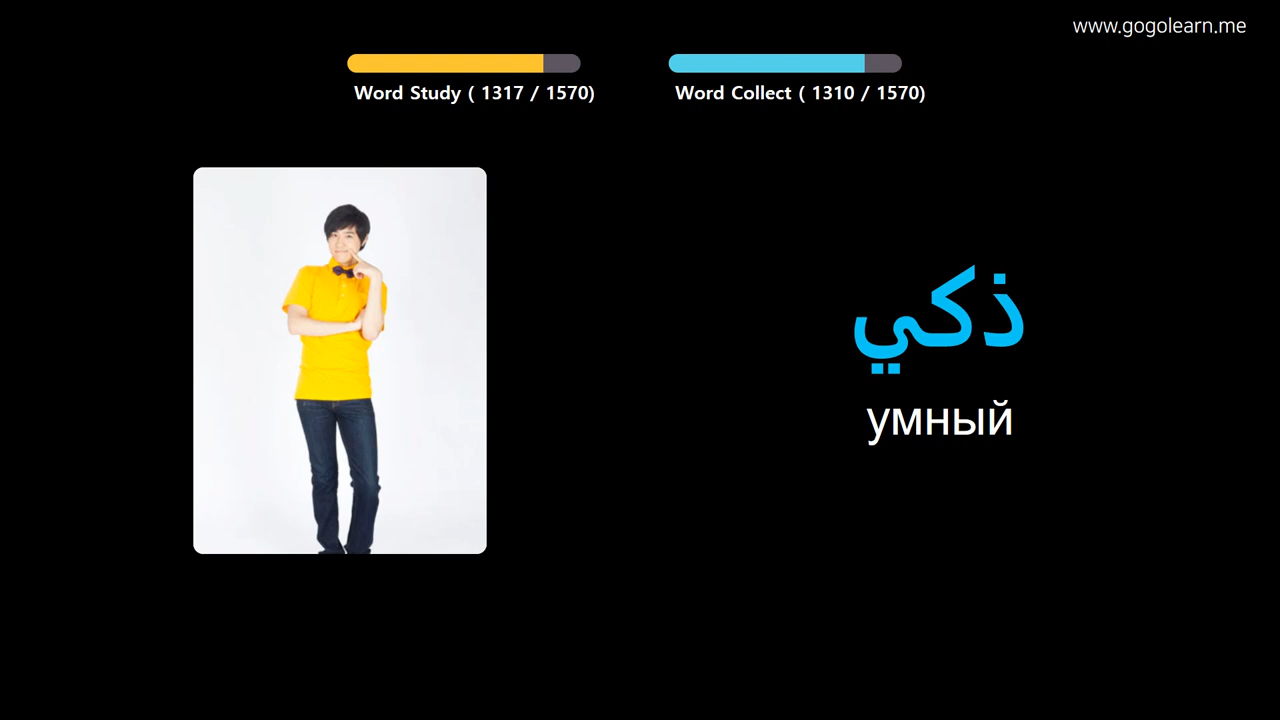 www.gogolearn.me
Word Study ( 1317 / 1570)
Word Collect ( 1310 / 1570)
ذكي
умный